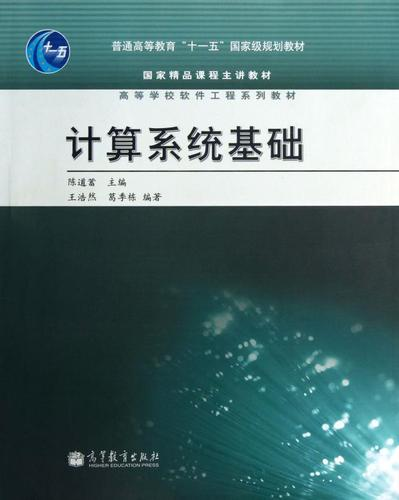 十一五
普通高等教育“十一五”国家级规划教材
国家精品课程主讲教材
高等学校软件工程系列教材
计算系统基础
陈道蓄 主编
王浩然 葛季栋 编著
高等教育出版社
HIGHER EDUCATION PRESS